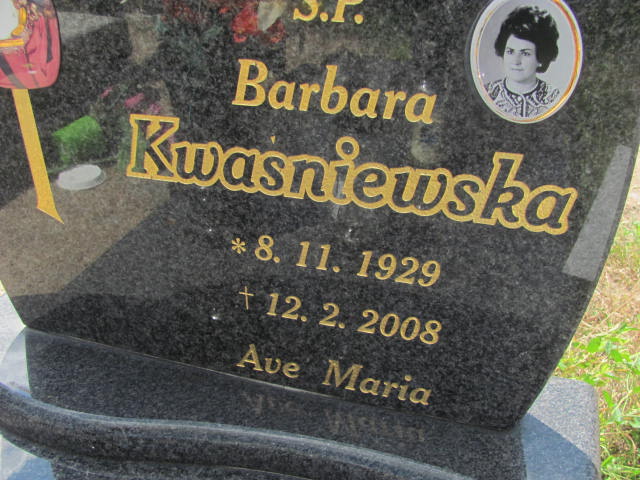 Ś.P.
Barbara
Kwaśniewska
* 8. 11. 1929
† 12. 2. 2008
Ave Maria